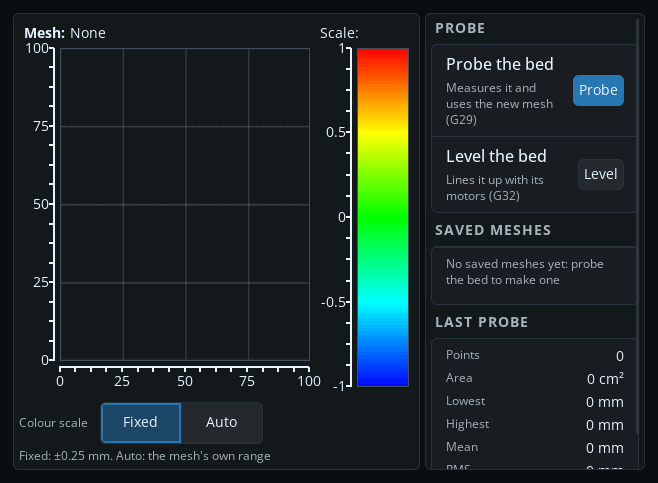 Mesh: None
Scale:
100
75
50
25
0
0
25
50
75
100
1
0.5
0
-0.5
-1
Colour scale
Fixed
Auto
Fixed: ±0.25 mm. Auto: the mesh's own range
PROBE
Probe the bed
Measures it and
uses the new mesh
(G29)
Probe
Level the bed
Lines it up with its
motors (G32)
Level
SAVED MESHES
No saved meshes yet: probe
the bed to make one
LAST PROBE
Points 0
Area 0 cm²
Lowest 0 mm
Highest 0 mm
Mean 0 mm
RMS 0 mm